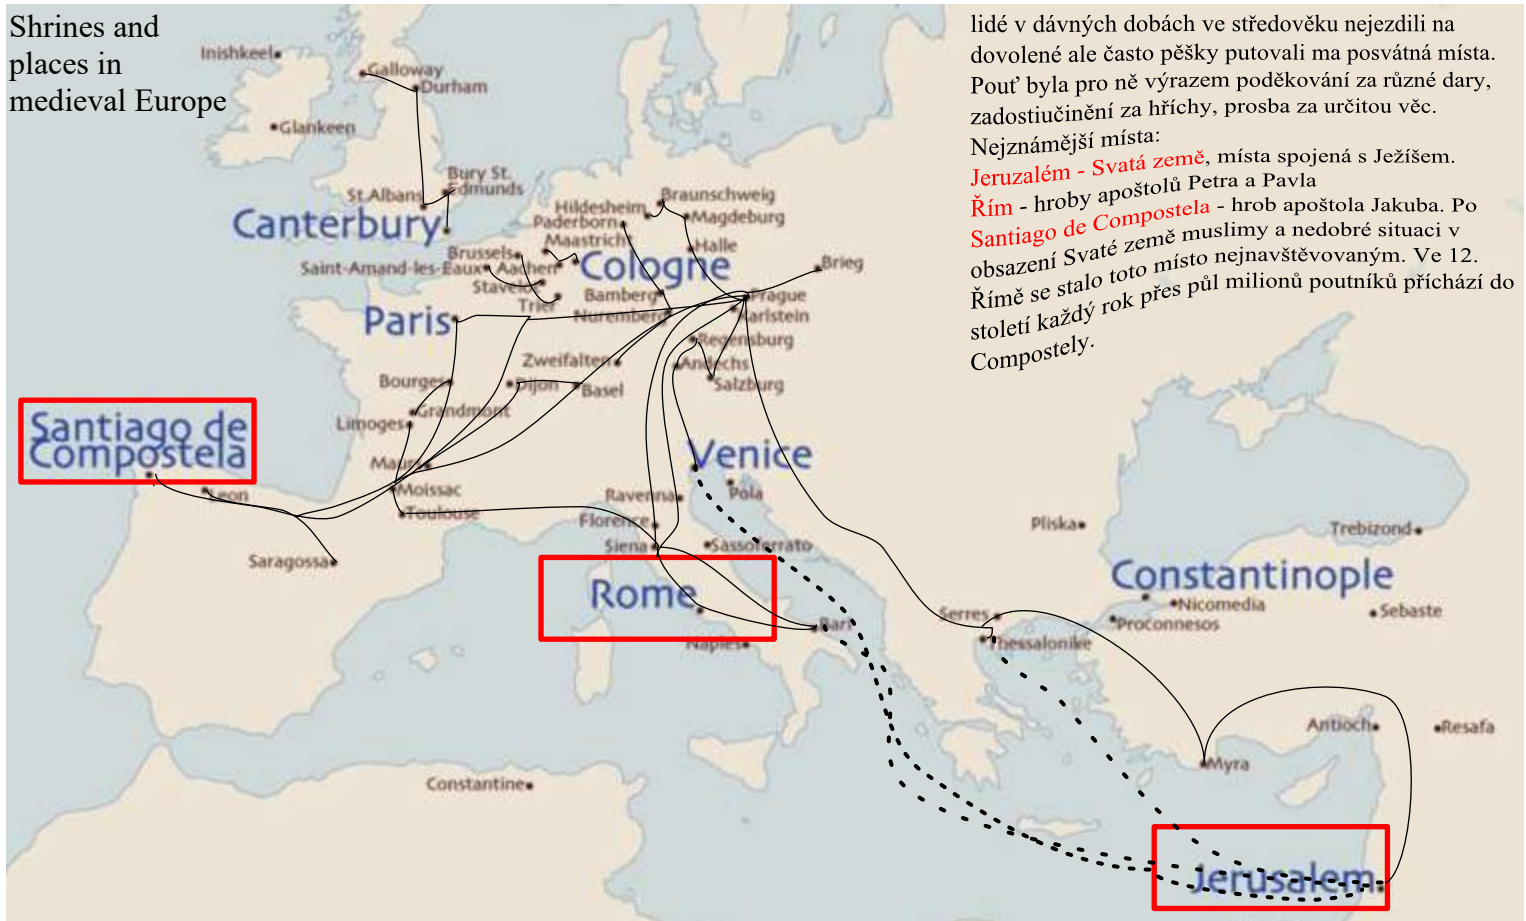 Shrines and
places in
medieval Europe
lidé v dávných dobách ve středověku nejezdili na
dovolené ale často pěšky putovali ma posvátná místa.
Pouť byla pro ně výrazem poděkování za různé dary,
zadostiučinění za hříchy, prosba za určitou věc.
Nejznámější místa:
Jeruzalém - Svatá země, místa spojená s Ježíšem.
Řím - hroby apoštolů Petra a Pavla
Santiago de Compostela - hrob apoštola Jakuba. Po
obsazení Svaté země muslimy a nedobré situaci v
Římě se stalo toto místo nejnavštěvovaným. Ve 12.
století každý rok přes půl milionů poutníků příchází do
Compostely.
Inishkeel
Galloway
Durham
Glankeen
Bury St.
Edmunds
St.Albans
Canterbury
Braunschweig
Hildesheim
Magdeburg
Paderborn
Maastricht
Halle
Brussels
Saint-Amand-les-Eaux
Aachen
Cologne
Brieg
Stavelot
Trier
Bamberg
Prague
Nuremberg
Karlstein
Paris
Regensburg
Zweifalten
Andechs
Salzburg
Bourges
Dijon
Basel
Grandmont
Limoges
Santiago de
Compostela
Maurs
Venice
Leon
Moissac
Ravenna
Pola
Toulouse
Florence
Siena
Sassoferrato
Saragossa
Pliska
Trebizond
Constantinople
Rome
Nicomedia
Sebaste
Proconnesos
Serres
Bari
Thessalonike
Naples
Antioch
Resafa
Myra
Constantine
Jerusalem